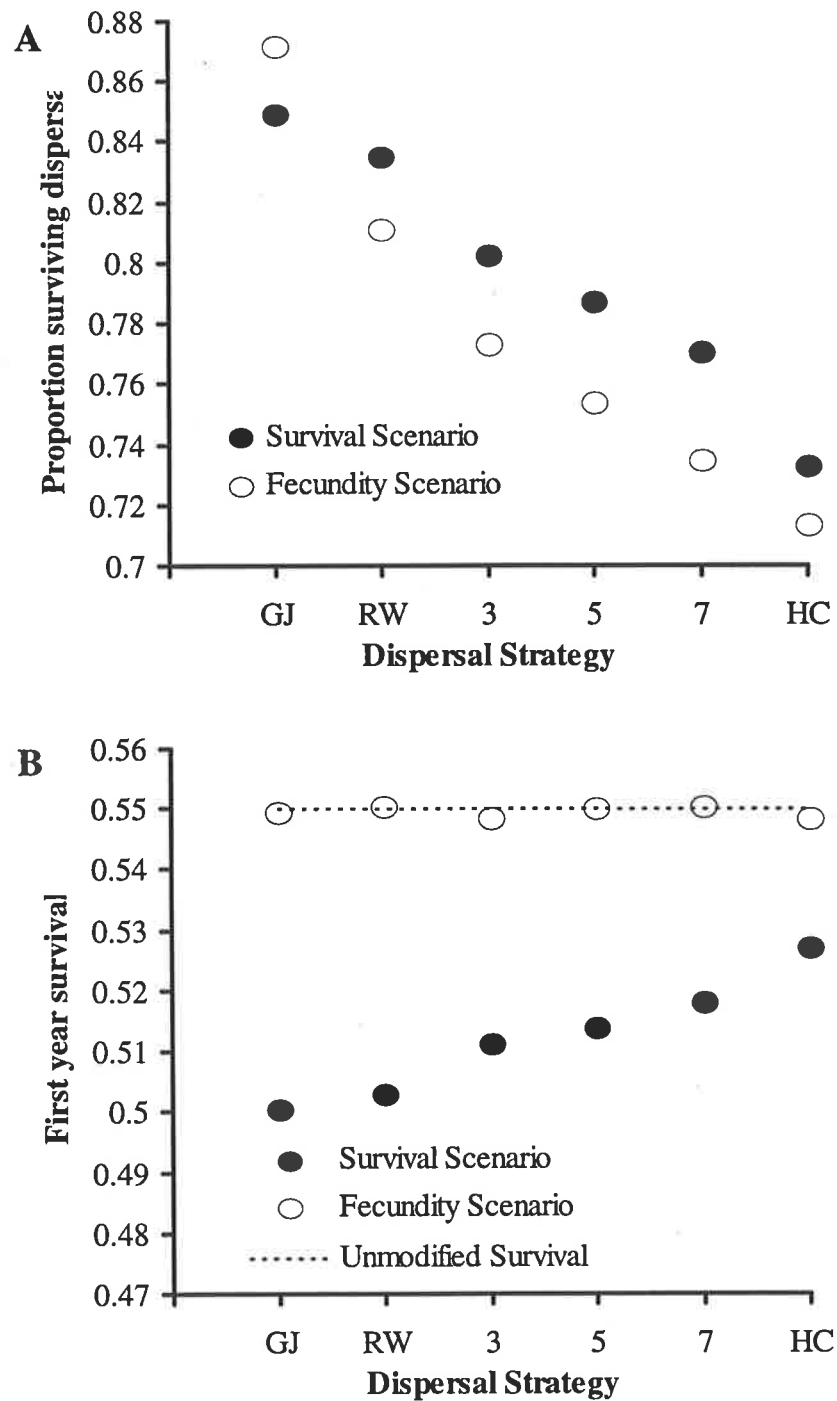 A
Proportion surviving dispersa
0.88
0.86
0.84
0.82
0.8
0.78
0.76
0.74
0.72
0.7
Survival Scenario
Fecundity Scenario
GJ RW 3 5 7 HC
Dispersal Strategy
B
First year survival
0.56
0.55
0.54
0.53
0.52
0.51
0.5
0.49
0.48
0.47
Survival Scenario
Fecundity Scenario
Unmodified Survival
GJ RW 3 5 7 HC
Dispersal Strategy